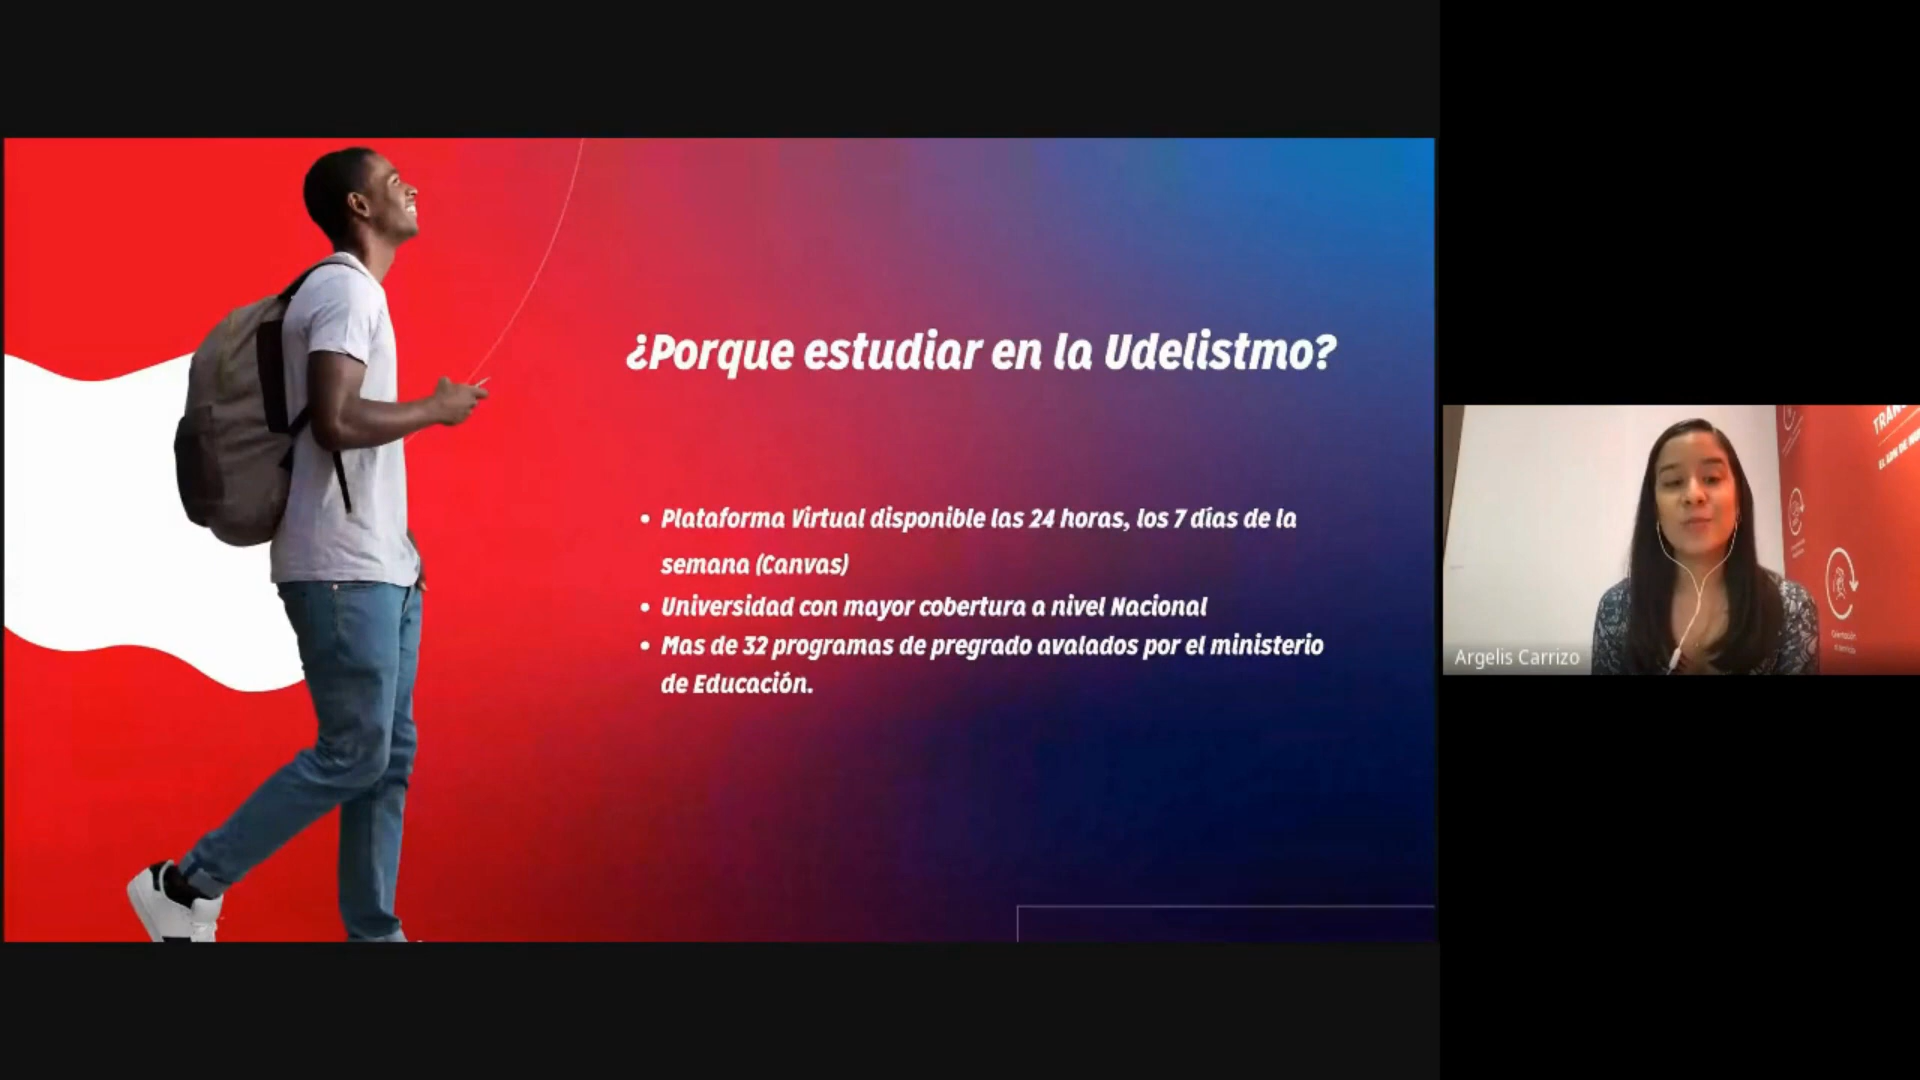 ¿Porque estudiar en la Udelistmo?
• Plataforma Virtual disponible las 24 horas, los 7 días de la
semana (Canvas)
• Universidad con mayor cobertura a nivel Nacional
• Mas de 32 programas de pregrado avalados por el ministerio
de Educación.
Argelis Carrizo